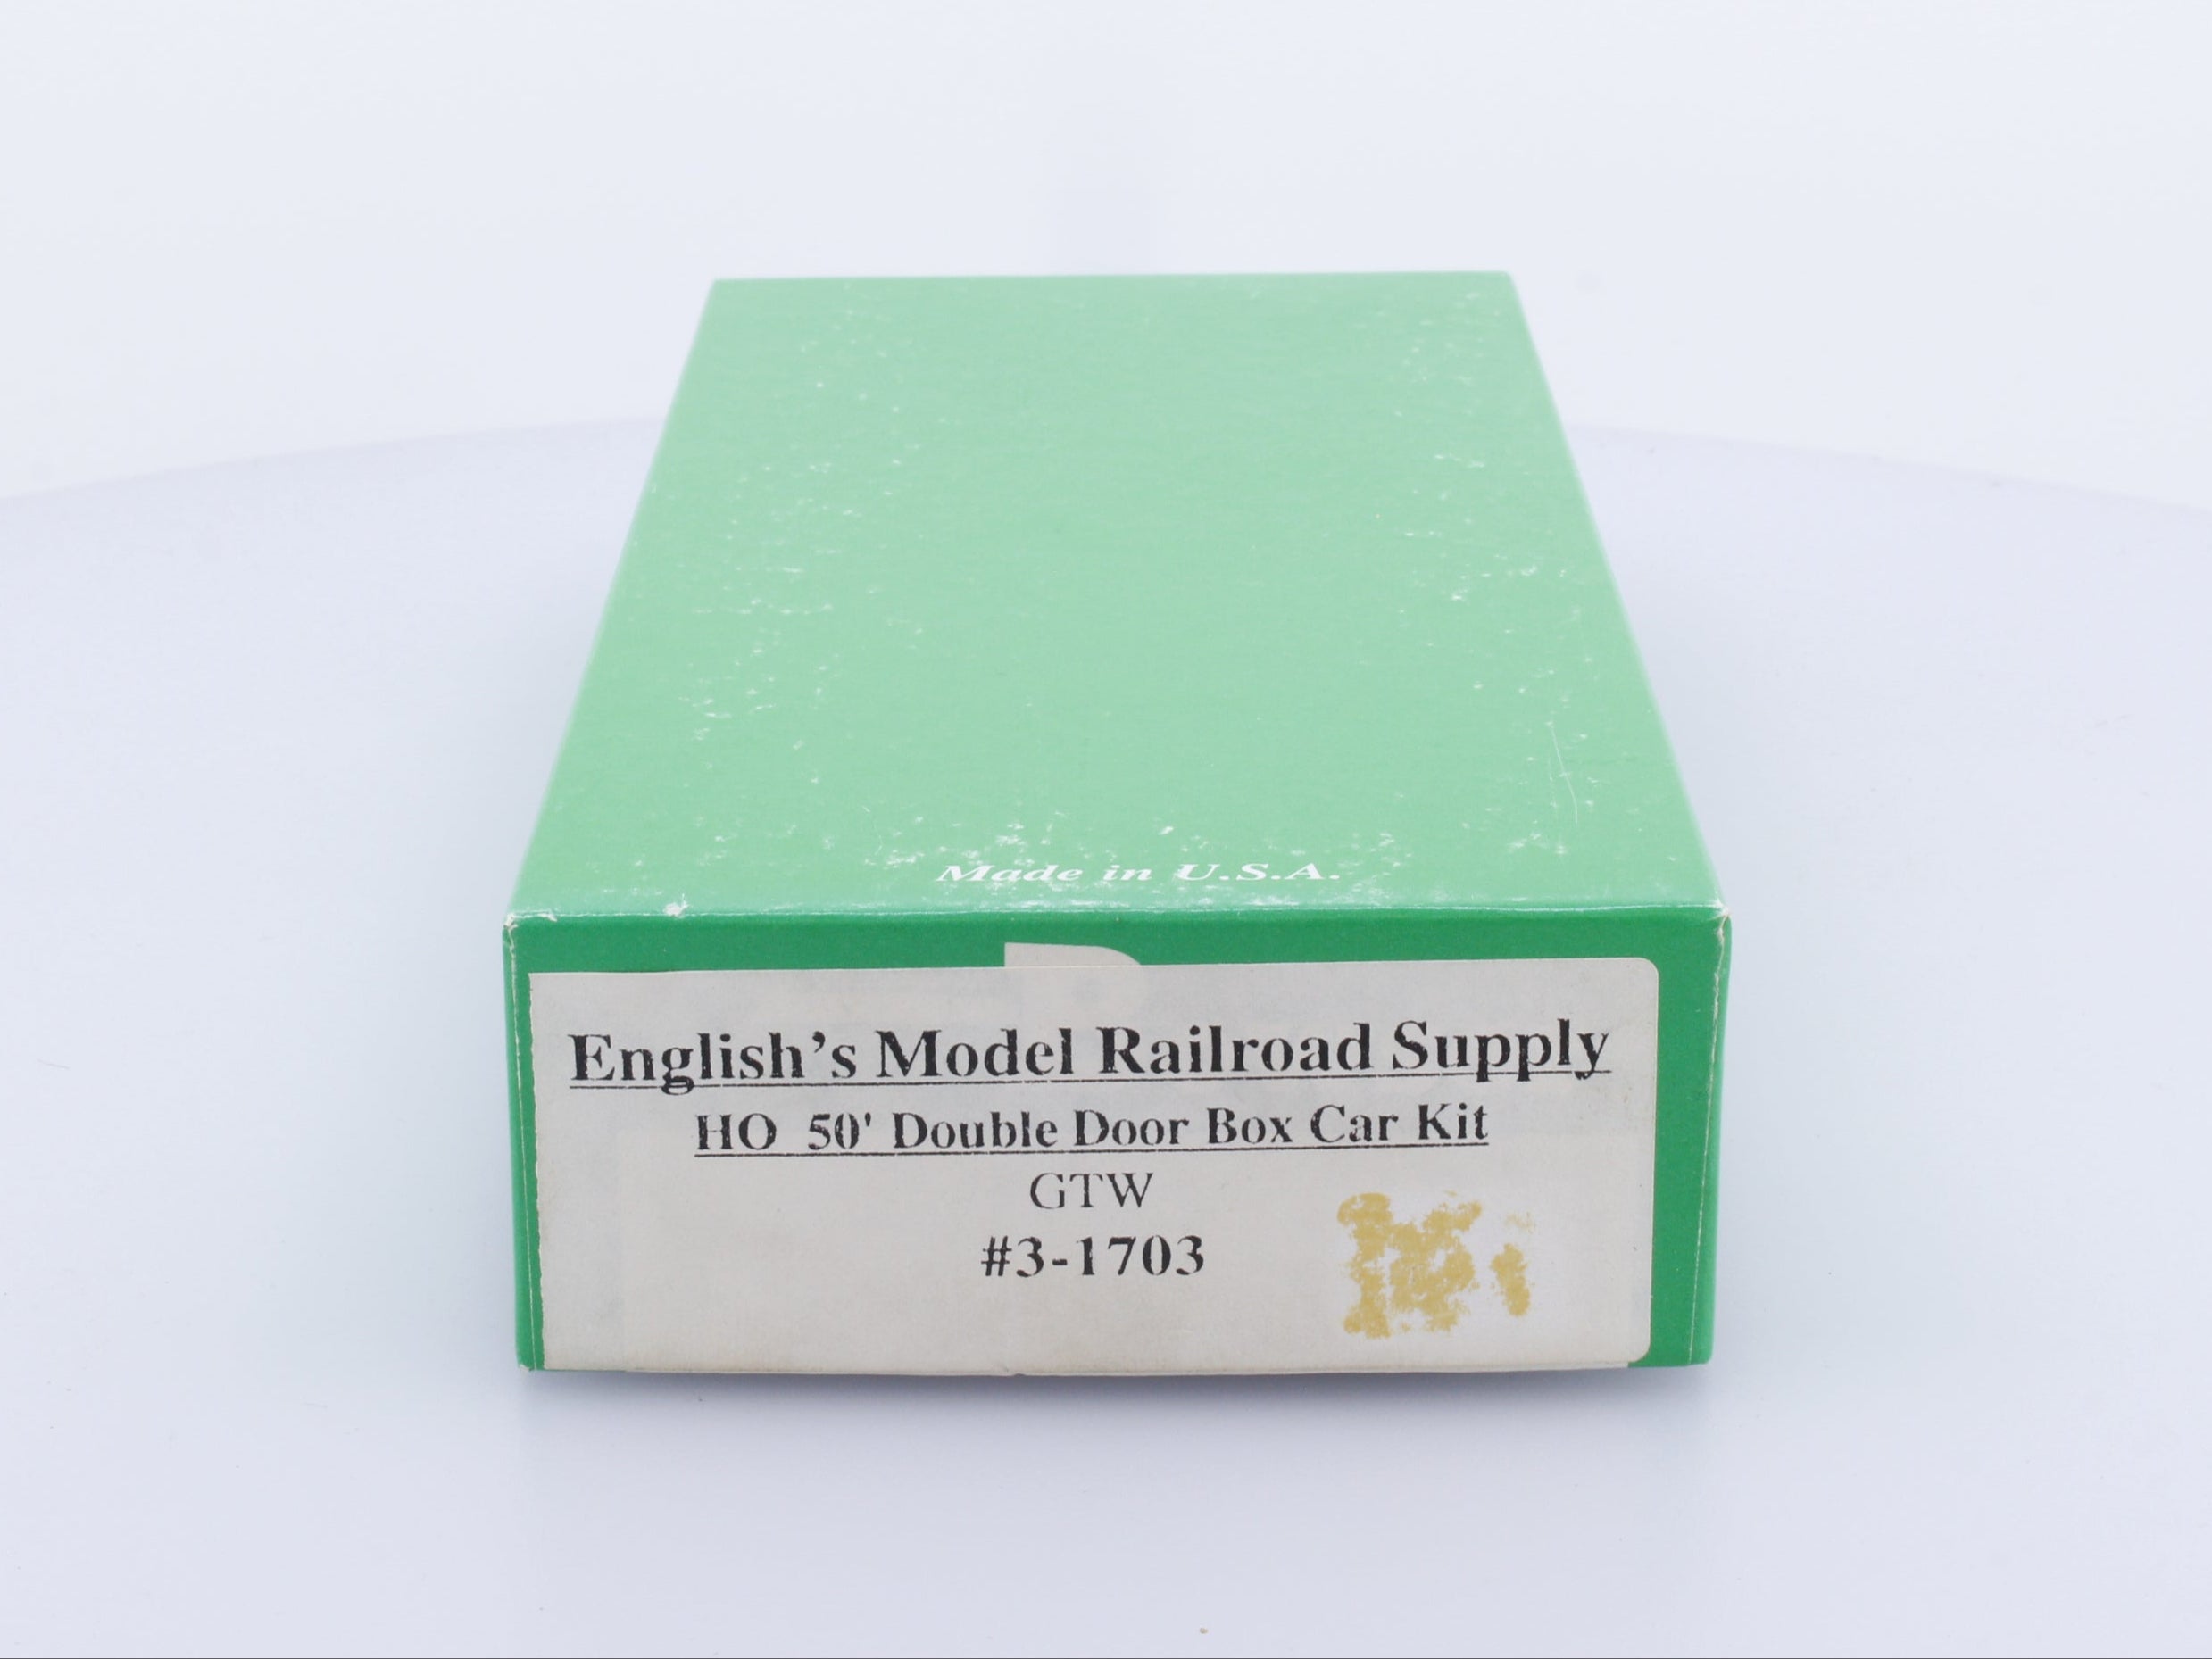 Made in U.S.A.
English's Model Railroad Supply
HO 50' Double Door Box Car Kit
GTW
#3-1703